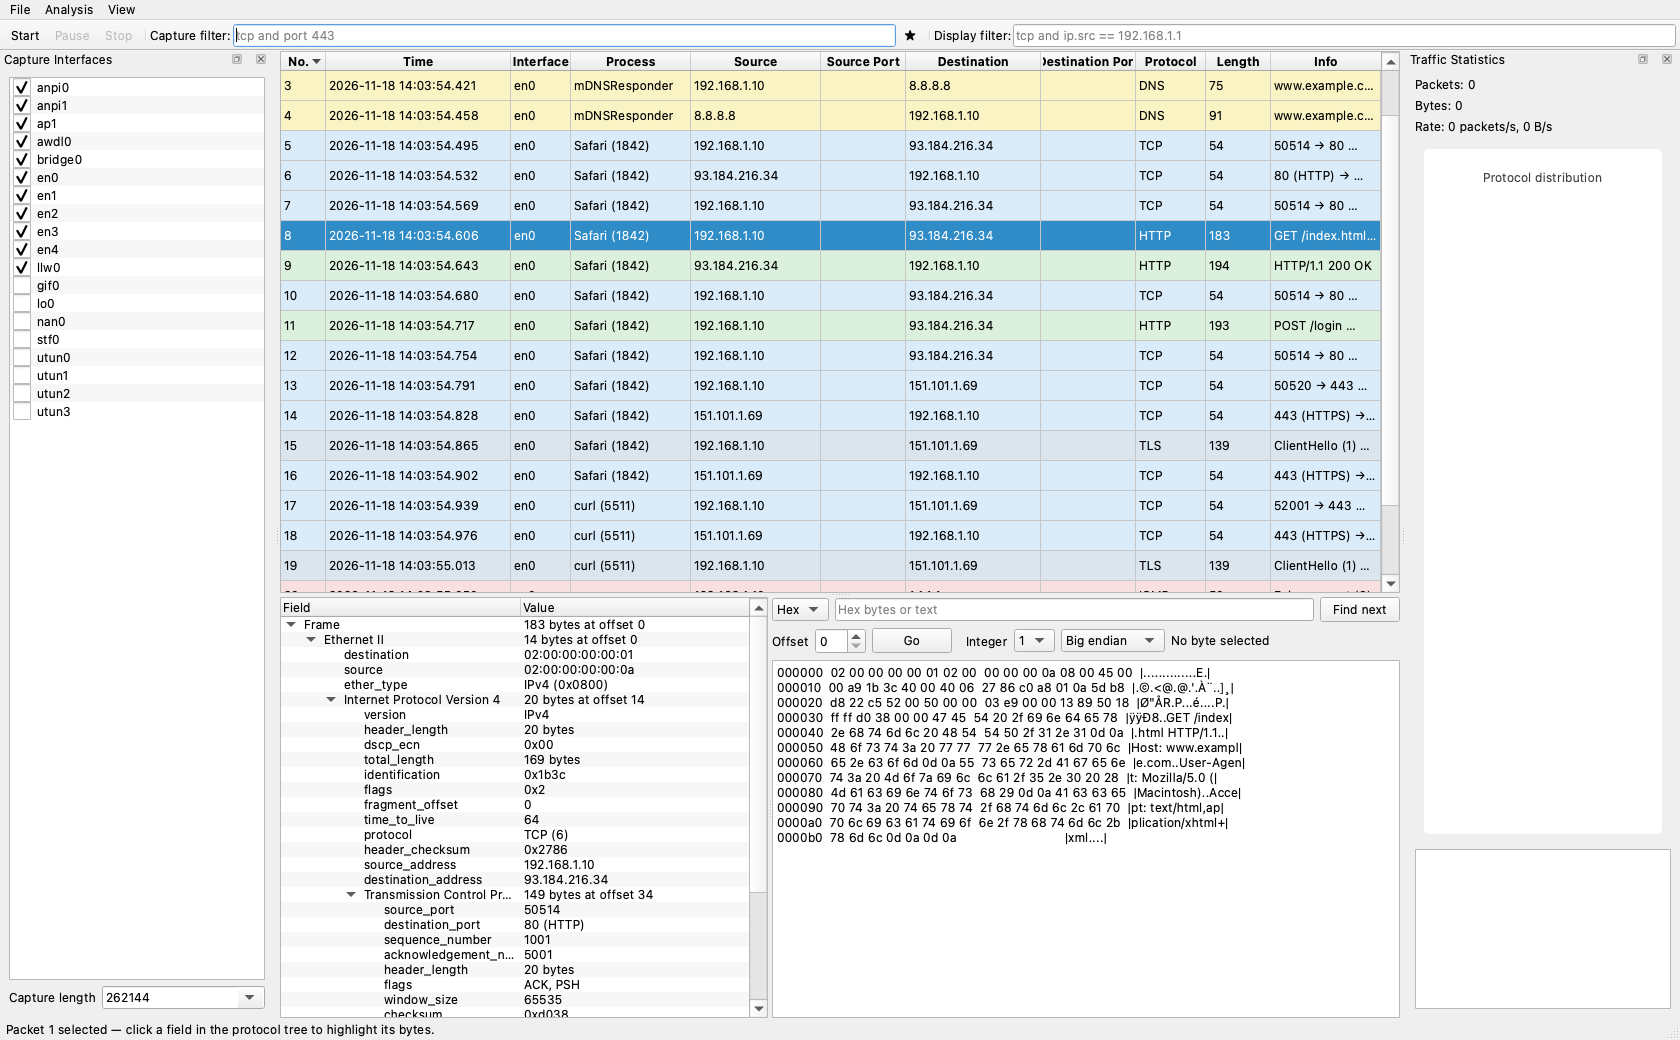 File Analysis View
Start Pause Stop Capture filter: tcp and port 443 ★ Display filter: tcp and ip.src == 192.168.1.1
Capture Interfaces
anpi0
anpi1
ap1
awdl0
bridge0
en0
en1
en2
en3
en4
llw0
gif0
lo0
nan0
stf0
utun0
utun1
utun2
utun3
Capture length 262144
No. Time Interface Process Source Source Port Destination Destination Por Protocol Length Info
3 2026-11-18 14:03:54.421 en0 mDNSResponder 192.168.1.10 8.8.8.8 DNS 75 www.example.c...
4 2026-11-18 14:03:54.458 en0 mDNSResponder 8.8.8.8 192.168.1.10 DNS 91 www.example.c...
5 2026-11-18 14:03:54.495 en0 Safari (1842) 192.168.1.10 93.184.216.34 TCP 54 50514 → 80 ...
6 2026-11-18 14:03:54.532 en0 Safari (1842) 93.184.216.34 192.168.1.10 TCP 54 80 (HTTP) → ...
7 2026-11-18 14:03:54.569 en0 Safari (1842) 192.168.1.10 93.184.216.34 TCP 54 50514 → 80 ...
8 2026-11-18 14:03:54.606 en0 Safari (1842) 192.168.1.10 93.184.216.34 HTTP 183 GET /index.html...
9 2026-11-18 14:03:54.643 en0 Safari (1842) 93.184.216.34 192.168.1.10 HTTP 194 HTTP/1.1 200 OK
10 2026-11-18 14:03:54.680 en0 Safari (1842) 192.168.1.10 93.184.216.34 TCP 54 50514 → 80 ...
11 2026-11-18 14:03:54.717 en0 Safari (1842) 192.168.1.10 93.184.216.34 HTTP 193 POST /login ...
12 2026-11-18 14:03:54.754 en0 Safari (1842) 192.168.1.10 93.184.216.34 TCP 54 50514 → 80 ...
13 2026-11-18 14:03:54.791 en0 Safari (1842) 192.168.1.10 151.101.1.69 TCP 54 50520 → 443 ...
14 2026-11-18 14:03:54.828 en0 Safari (1842) 151.101.1.69 192.168.1.10 TCP 54 443 (HTTPS) →...
15 2026-11-18 14:03:54.865 en0 Safari (1842) 192.168.1.10 151.101.1.69 TLS 139 ClientHello (1) ...
16 2026-11-18 14:03:54.902 en0 Safari (1842) 151.101.1.69 192.168.1.10 TCP 54 443 (HTTPS) →...
17 2026-11-18 14:03:54.939 en0 curl (5511) 192.168.1.10 151.101.1.69 TCP 54 52001 → 443 ...
18 2026-11-18 14:03:54.976 en0 curl (5511) 151.101.1.69 192.168.1.10 TCP 54 443 (HTTPS) →...
19 2026-11-18 14:03:55.013 en0 curl (5511) 192.168.1.10 151.101.1.69 TLS 139 ClientHello (1) ...
Field Value
Frame 183 bytes at offset 0
Ethernet II 14 bytes at offset 0
destination 02:00:00:00:00:01
source 02:00:00:00:00:0a
ether_type IPv4 (0x0800)
Internet Protocol Version 4 20 bytes at offset 14
version IPv4
header_length 20 bytes
dscp_ecn 0x00
total_length 169 bytes
identification 0x1b3c
flags 0x2
fragment_offset 0
time_to_live 64
protocol TCP (6)
header_checksum 0x2786
source_address 192.168.1.10
destination_address 93.184.216.34
Transmission Control Pr... 149 bytes at offset 34
source_port 50514
destination_port 80 (HTTP)
sequence_number 1001
acknowledgement_n... 5001
header_length 20 bytes
flags ACK, PSH
window_size 65535
checksum 0xd038
Hex Hex bytes or text Find next
Offset 0 Go Integer 1 Big endian No byte selected
000000 02 00 00 00 00 01 02 00 00 00 00 0a 08 00 45 00 |..............E.|
000010 00 a9 1b 3c 40 00 40 06 27 86 c0 a8 01 0a 5d b8 |.©.<@.@.'.À¨..]¸|
000020 d8 22 c5 52 00 50 00 00 03 e9 00 00 13 89 50 18 |Ø"ÅR.P...é....P.|
000030 ff ff d0 38 00 00 47 45 54 20 2f 69 6e 64 65 78 |ÿÿÐ8..GET /index|
000040 2e 68 74 6d 6c 20 48 54 54 50 2f 31 2e 31 0d 0a |.html HTTP/1.1..|
000050 48 6f 73 74 3a 20 77 77 77 2e 65 78 61 6d 70 6c |Host: www.exampl|
000060 65 2e 63 6f 6d 0d 0a 55 73 65 72 2d 41 67 65 6e |e.com..User-Agen|
000070 74 3a 20 4d 6f 7a 69 6c 6c 61 2f 35 2e 30 20 28 |t: Mozilla/5.0 (|
000080 4d 61 63 69 6e 74 6f 73 68 29 0d 0a 41 63 63 65 |Macintosh)..Acce|
000090 70 74 3a 20 74 65 78 74 2f 68 74 6d 6c 2c 61 70 |pt: text/html,ap|
0000a0 70 6c 69 63 61 74 69 6f 6e 2f 78 68 74 6d 6c 2b |plication/xhtml+|
0000b0 78 6d 6c 0d 0a 0d 0a |xml....|
Traffic Statistics
Packets: 0
Bytes: 0
Rate: 0 packets/s, 0 B/s
Protocol distribution
Packet 1 selected — click a field in the protocol tree to highlight its bytes.